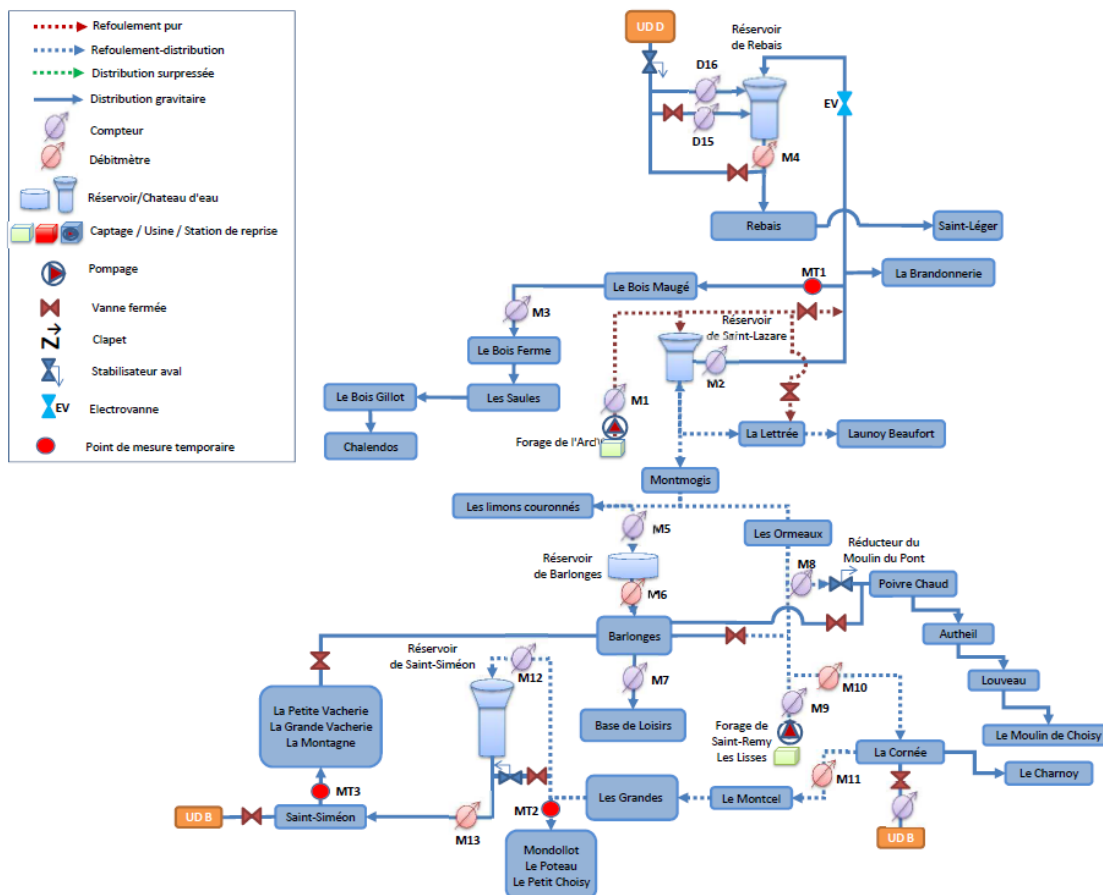 Refoulement pur
Refoulement-distribution
Distribution surpressée
Distribution gravitaire
Compteur
Débitmètre
Réservoir/Chateau d'eau
Captage / Usine / Station de reprise
Pompage
Vanne fermée
Z
Clapet
Stabilisateur aval
EV
Electrovanne
Point de mesure temporaire
UD D
Réservoir
de Rebais
D16
EV
D15
M4
Rebais
Saint-Léger
MT1
La Brandonnerie
Le Bois Maugé
M3
Réservoir
de Saint-Lazare
Le Bois Ferme
M2
Le Bois Gillot
Les Saules
M1
Chalendos
Forage de l'Arch
La Lettrée
Launoy Beaufort
Montmogis
Les limons couronnés
M5
Les Ormeaux
Réducteur du
Moulin du Pont
Réservoir
de Barlonges
M8
Poivre Chaud
M6
Barlonges
Autheil
Réservoir
de Saint-Siméon
M12
M7
M10
Louveau
La Petite Vacherie
La Grande Vacherie
La Montagne
Base de Loisirs
M9
Forage de
Saint-Remy
Les Lisses
Le Moulin de Choisy
La Cornée
Le Charnoy
MT3
M11
Les Grandes
Le Montcel
UD B
Saint-Siméon
M13
MT2
UD B
Mondollot
Le Poteau
Le Petit Choisy